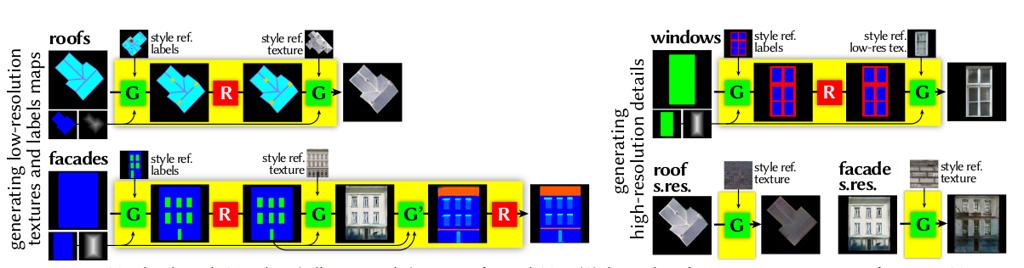 generating low-resolution
textures and labels maps
roofs
style ref.
labels
style ref.
texture
G
R
G
facades
style ref.
labels
style ref.
texture
G
R
G
G'
R
generating
high-resolution details
windows
style ref.
labels
style ref.
low-res tex.
G
R
G
roof
s.res.
style ref.
texture
G
facade
s.res.
style ref.
texture
G